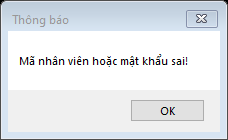 Thông báo
Mã nhân viên hoặc mật khẩu sai!
OK